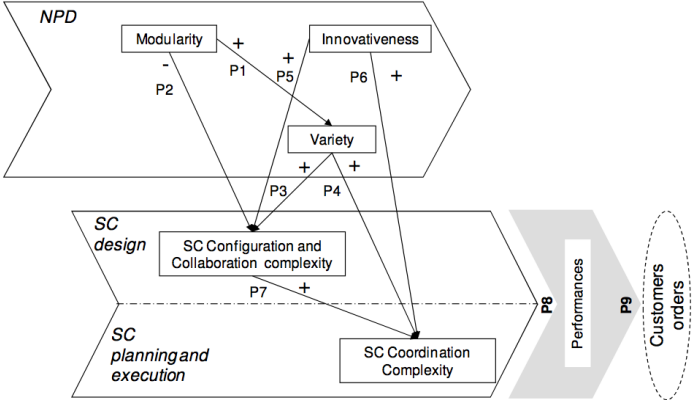 NPD
Modularity
Innovativeness
+
P1
-
P2
+
P5
P6
+
Variety
+
P3
P4
+
SC
design
SC Configuration and
Collaboration complexity
P7
+
SC
planning and
execution
SC Coordination
Complexity
P8
Performances
P9
Customers
orders